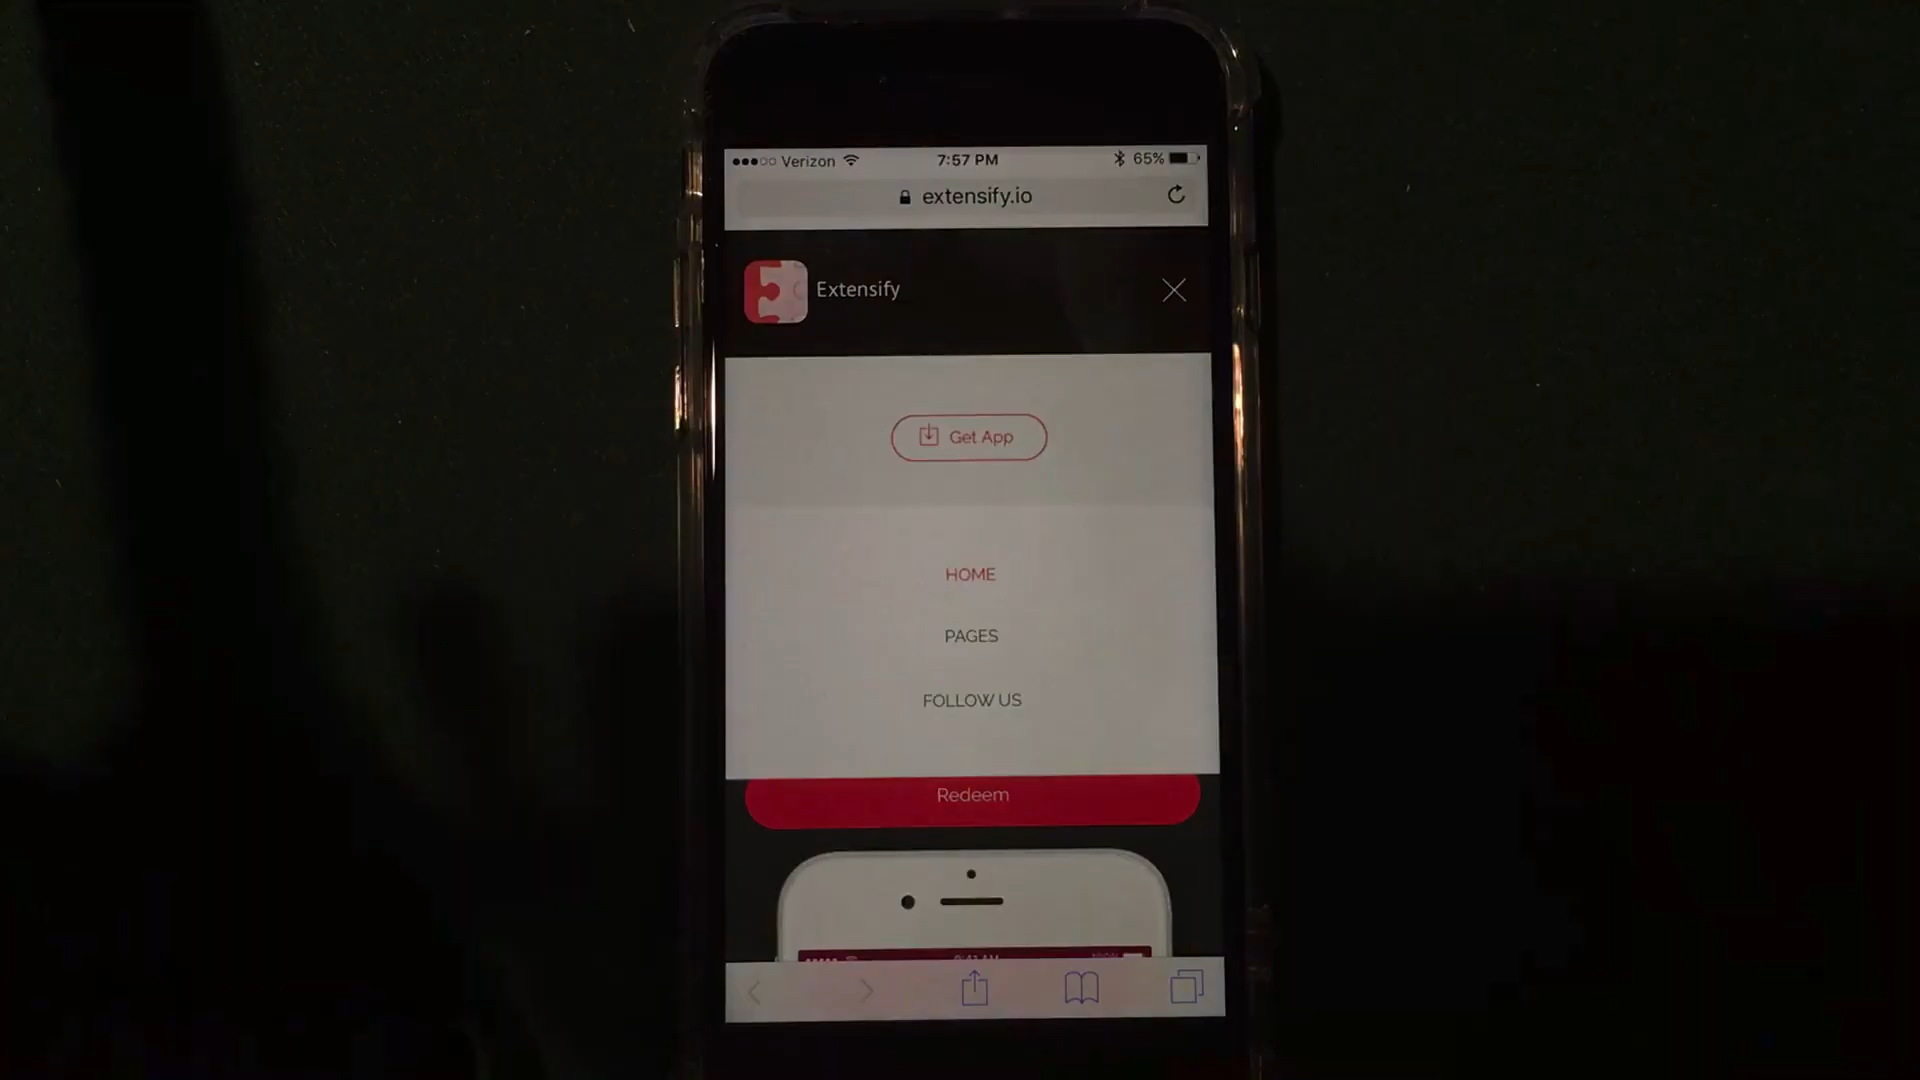 Verizon 7:57 PM 65%
extensify.io
Extensify
Get App
HOME
PAGES
FOLLOW US
Redeem